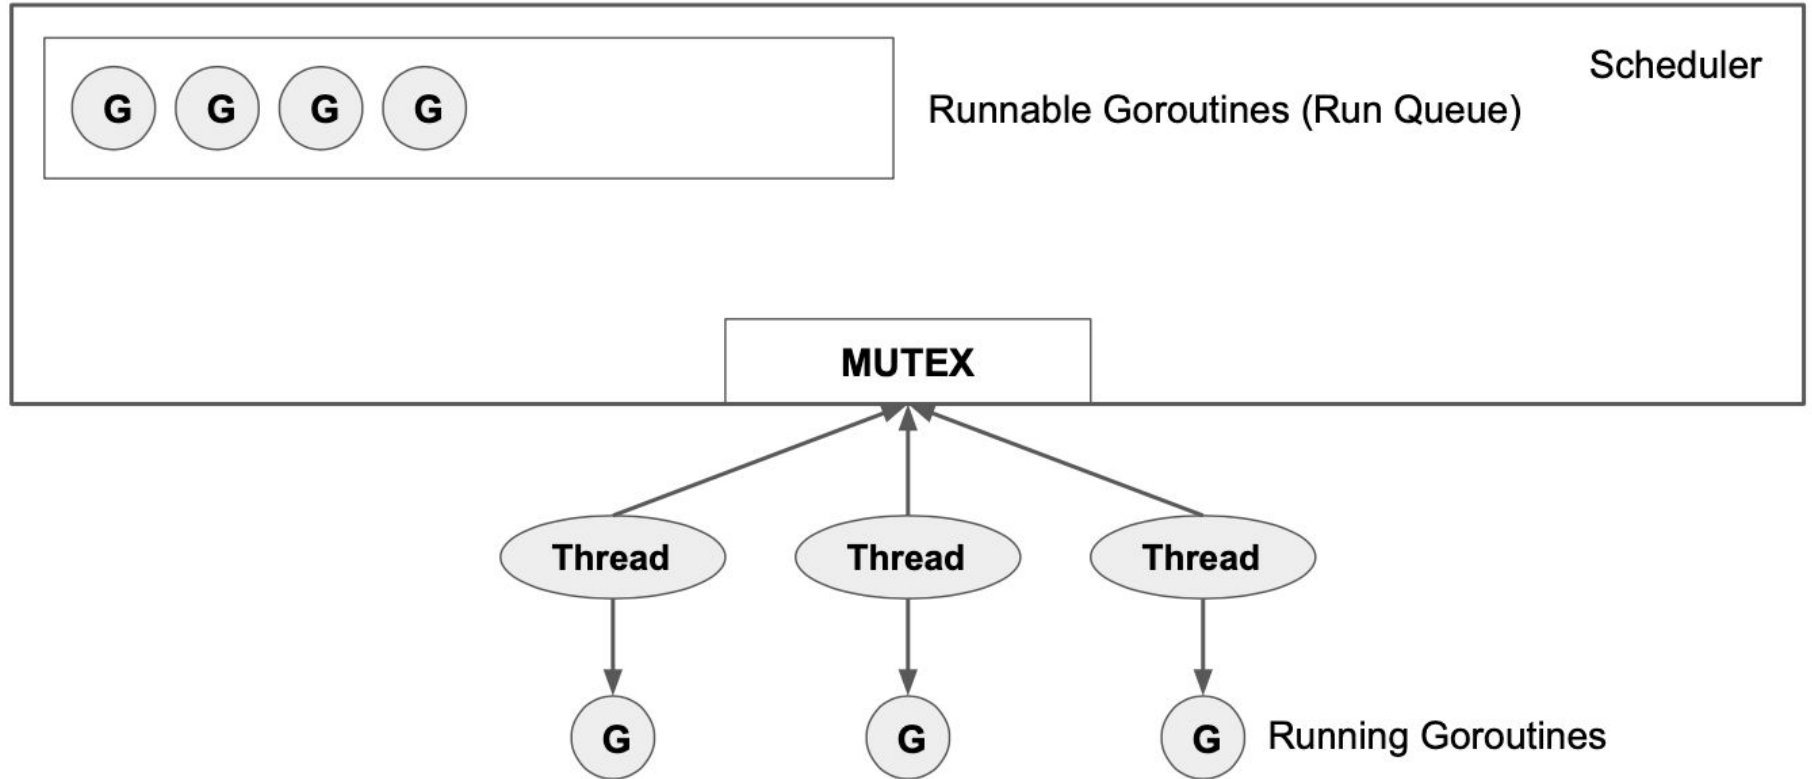 Scheduler
G G G G
Runnable Goroutines (Run Queue)
MUTEX
Thread Thread Thread
G G G Running Goroutines